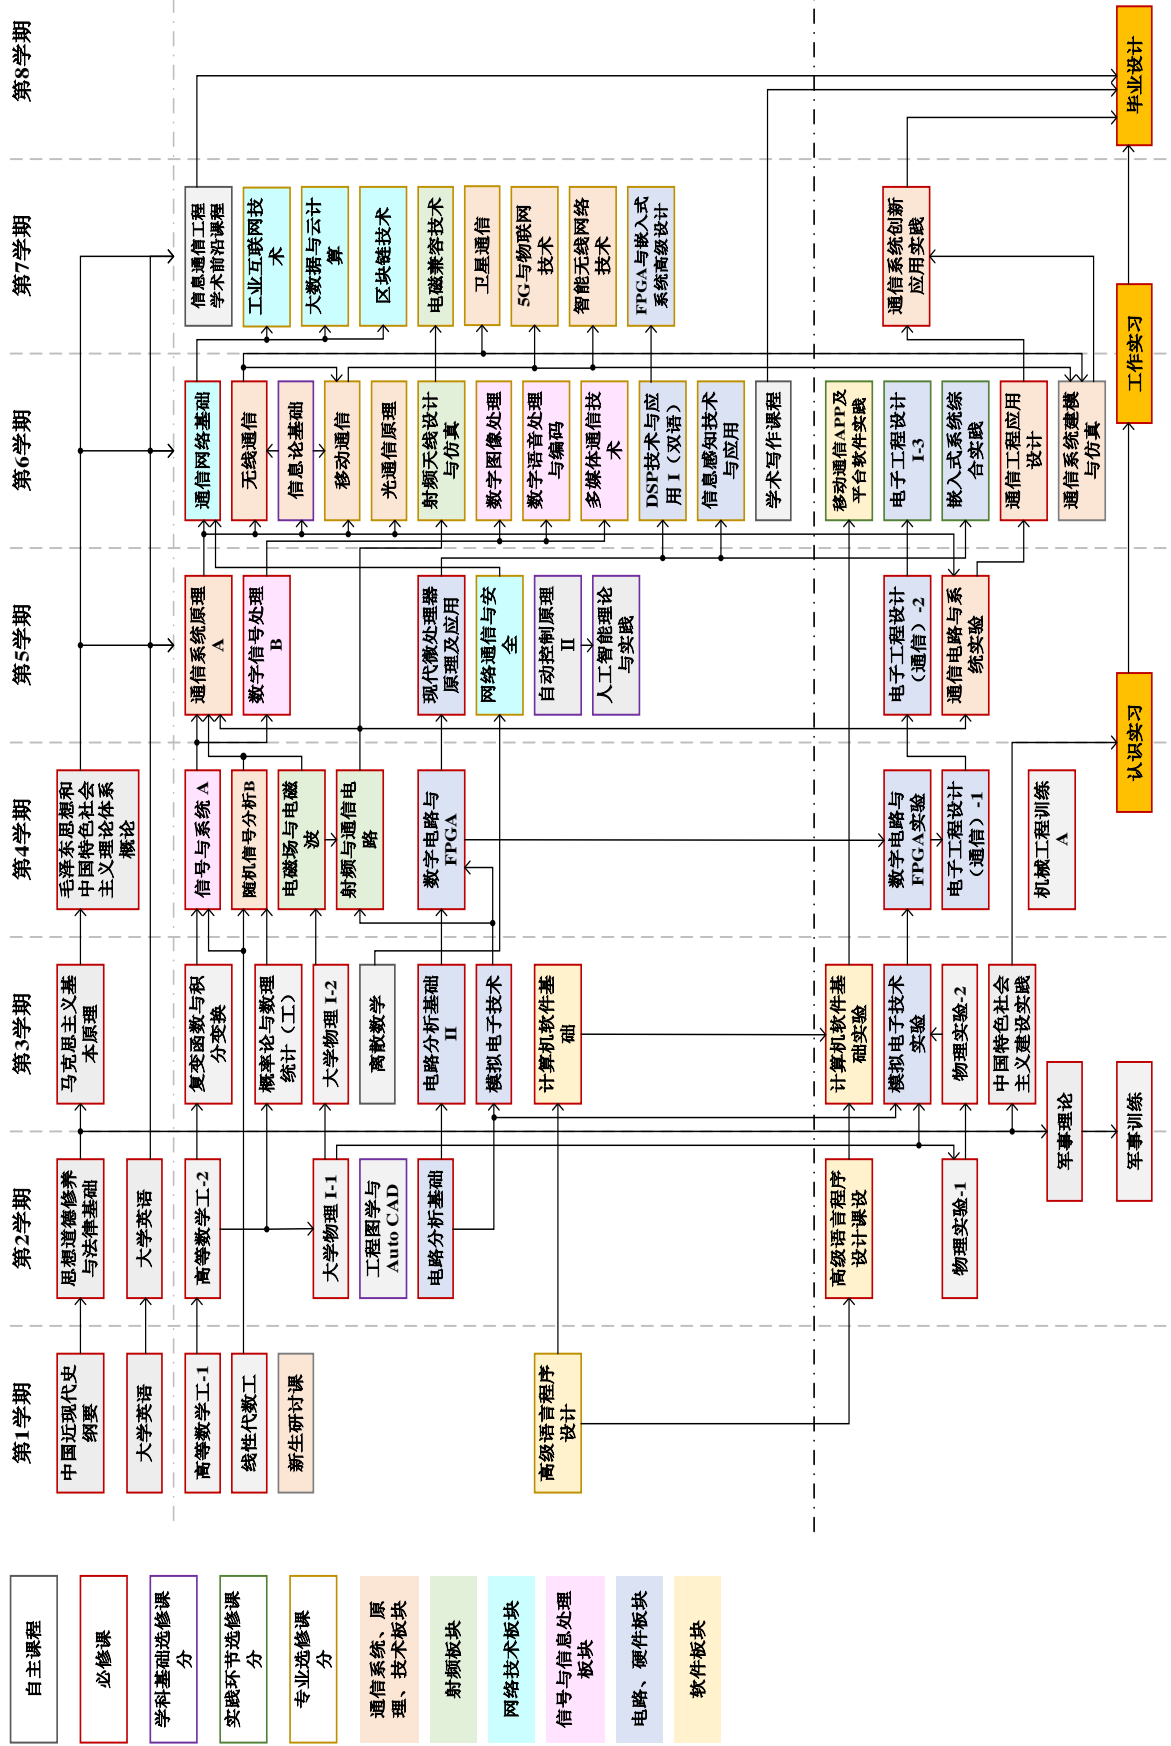 第1学期
第2学期
第3学期
第4学期
第5学期
第6学期
第7学期
第8学期
中国近现代史
纲要
思想道德修养
与法律基础
马克思主义基
本原理
毛泽东思想和
中国特色社会
主义理论体系
概论
大学英语
大学英语
高等数学工-1
高等数学工-2
复变函数与积
分变换
信号与系统 A
通信系统原理
A
通信网络基础
信息通信工程
学术前沿课程
线性代数工
概率论与数理
统计（工）
随机信号分析B
数字信号处理
B
无线通信
工业互联网技
术
新生研讨课
大学物理 I-1
大学物理 I-2
电磁场与电磁
波
信息论基础
大数据与云计
算
工程图学与
Auto CAD
离散数学
射频与通信电
路
移动通信
区块链技术
光通信原理
电路分析基础
电路分析基础
II
数字电路与
FPGA
现代微处理器
原理及应用
射频天线设计
与仿真
电磁兼容技术
模拟电子技术
网络通信与安
全
数字图像处理
卫星通信
高级语言程序
设计
计算机软件基
础
自动控制原理
II
数字语音处理
与编码
5G与物联网
技术
人工智能理论
与实践
多媒体通信技
术
智能无线网络
技术
DSP技术与应
用 I（双语）
FPGA与嵌入式
系统高级设计
信息感知技术
与应用
学术写作课程
高级语言程序
设计课设
计算机软件基
础实验
移动通信APP及
平台软件实践
模拟电子技术
实验
数字电路与
FPGA实验
电子工程设计
（通信）-2
电子工程设计
I-3
通信系统创新
应用实践
物理实验-1
物理实验-2
电子工程设计
（通信）-1
通信电路与系
统实验
嵌入式系统综
合实践
中国特色社会
主义建设实践
通信工程应用
设计
军事理论
机械工程训练
A
通信系统建模
与仿真
军事训练
认识实习
工作实习
毕业设计
自主课程
必修课
学科基础选修课
分
实践环节选修课
分
专业选修课
分
通信系统、原
理、技术板块
射频板块
网络技术板块
信号与信息处理
板块
电路、硬件板块
软件板块